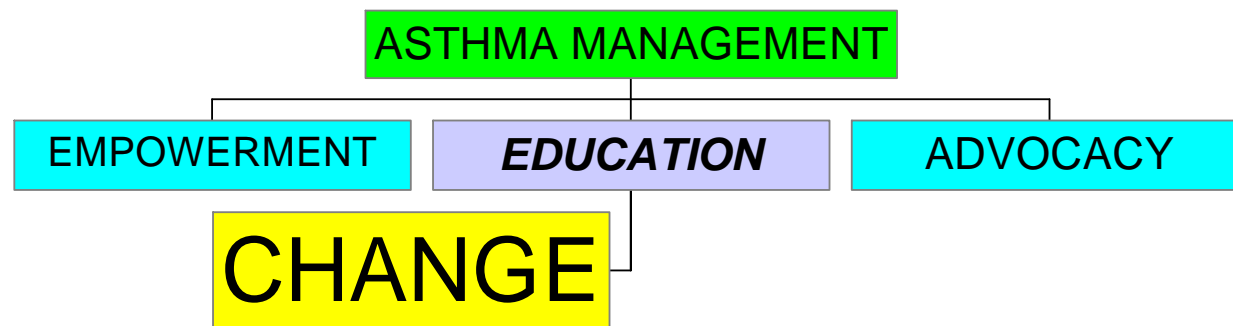 ASTHMA MANAGEMENT
EMPOWERMENT
EDUCATION
ADVOCACY
CHANGE